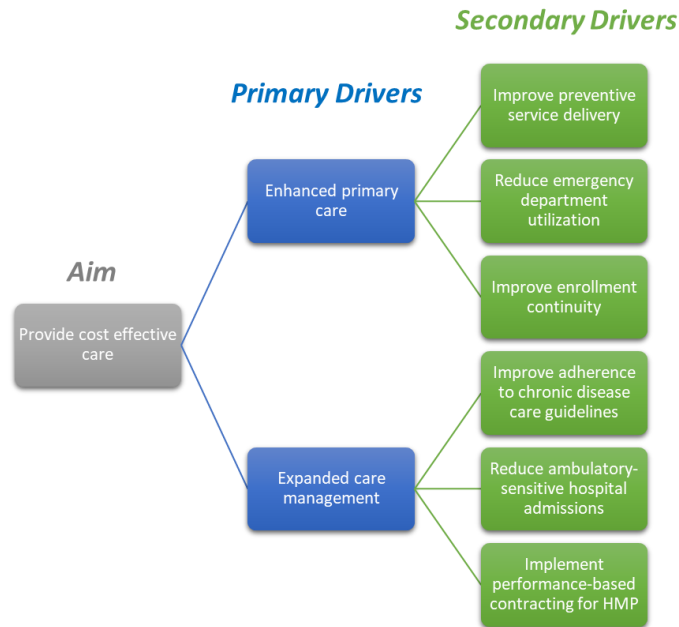 Secondary Drivers
Primary Drivers
Aim
Provide cost effective
care
Enhanced primary
care
Improve preventive
service delivery
Reduce emergency
department
utilization
Improve enrollment
continuity
Expanded care
management
Improve adherence
to chronic disease
care guidelines
Reduce ambulatory-
sensitive hospital
admissions
Implement
performance-based
contracting for HMP